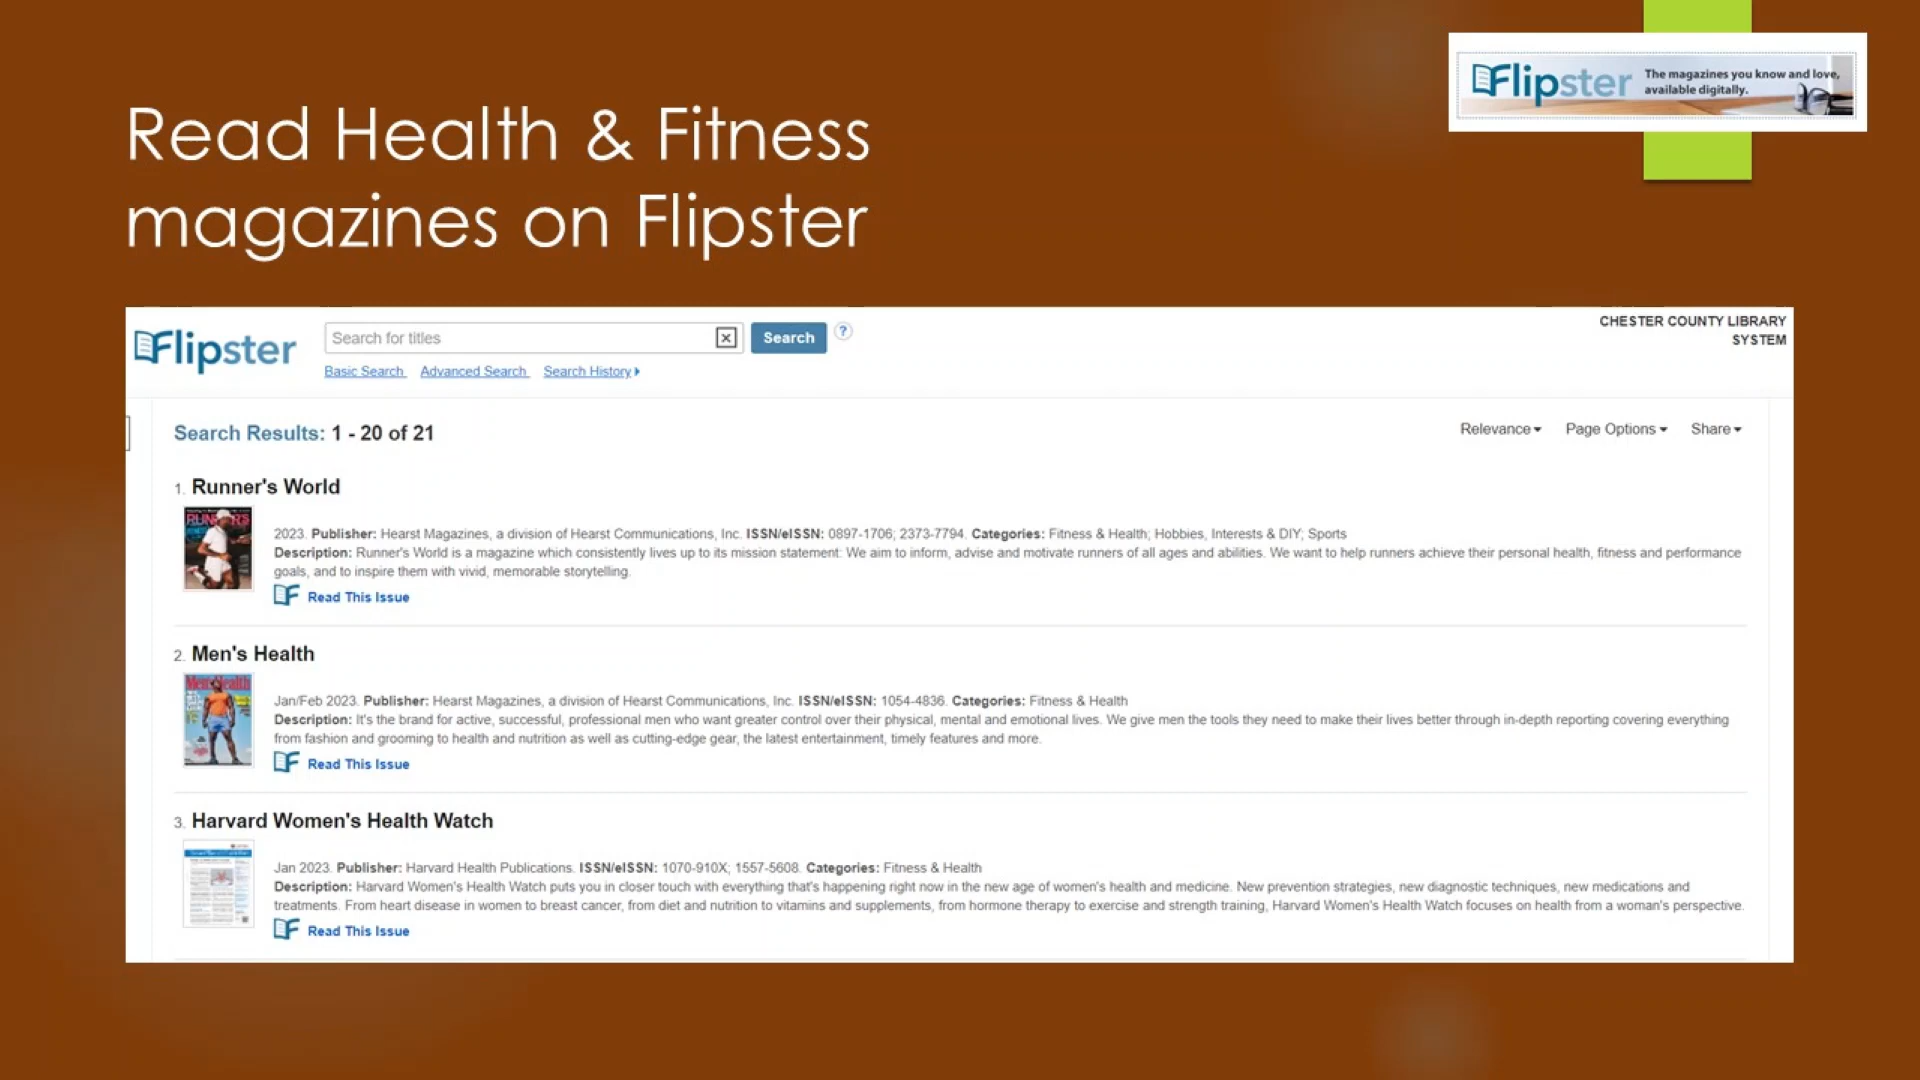 Flipster The magazines you know and love,
available digitally.
Read Health & Fitness
magazines on Flipster
Flipster
Search for titles
Search
?
CHESTER COUNTY LIBRARY
SYSTEM
Basic Search Advanced Search Search History
Search Results: 1 - 20 of 21
Relevance Page Options Share
1. Runner's World
RUNNER'S
2023. Publisher: Hearst Magazines, a division of Hearst Communications, Inc. ISSN/eISSN: 0897-1706; 2373-7794. Categories: Fitness & Health; Hobbies, Interests & DIY; Sports
Description: Runner's World is a magazine which consistently lives up to its mission statement: We aim to inform, advise and motivate runners of all ages and abilities. We want to help runners achieve their personal health, fitness and performance
goals, and to inspire them with vivid, memorable storytelling.
Read This Issue
2. Men's Health
Men'sHealth
Jan/Feb 2023. Publisher: Hearst Magazines, a division of Hearst Communications, Inc. ISSN/eISSN: 1054-4836. Categories: Fitness & Health
Description: It's the brand for active, successful, professional men who want greater control over their physical, mental and emotional lives. We give men the tools they need to make their lives better through in-depth reporting covering everything
from fashion and grooming to health and nutrition as well as cutting-edge gear, the latest entertainment, timely features and more.
Read This Issue
3. Harvard Women's Health Watch
Jan 2023. Publisher: Harvard Health Publications. ISSN/eISSN: 1070-910X; 1557-5608. Categories: Fitness & Health
Description: Harvard Women's Health Watch puts you in closer touch with everything that's happening right now in the new age of women's health and medicine. New prevention strategies, new diagnostic techniques, new medications and
treatments. From heart disease in women to breast cancer, from diet and nutrition to vitamins and supplements, from hormone therapy to exercise and strength training, Harvard Women's Health Watch focuses on health from a woman's perspective.
Read This Issue